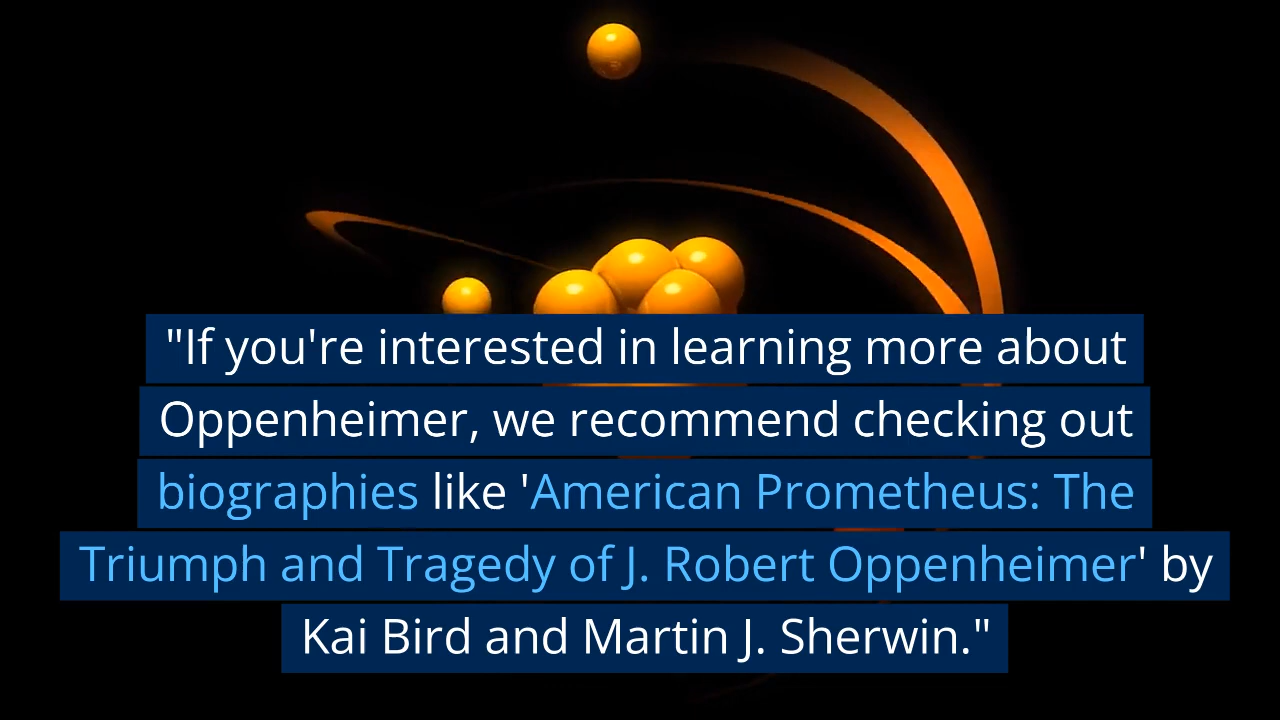 "If you're interested in learning more about
Oppenheimer, we recommend checking out
biographies like 'American Prometheus: The
Triumph and Tragedy of J. Robert Oppenheimer' by
Kai Bird and Martin J. Sherwin."